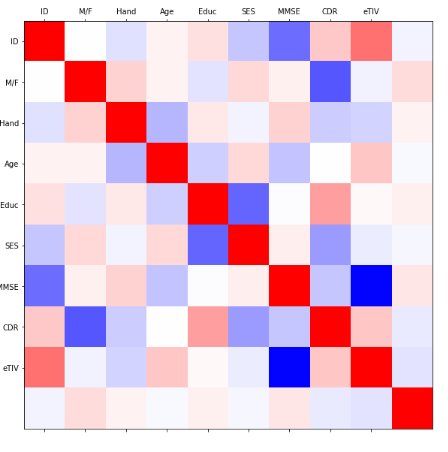 ID M/F Hand Age Educ SES MMSE CDR eTIV
ID
M/F
Hand
Age
Educ
SES
MMSE
CDR
eTIV